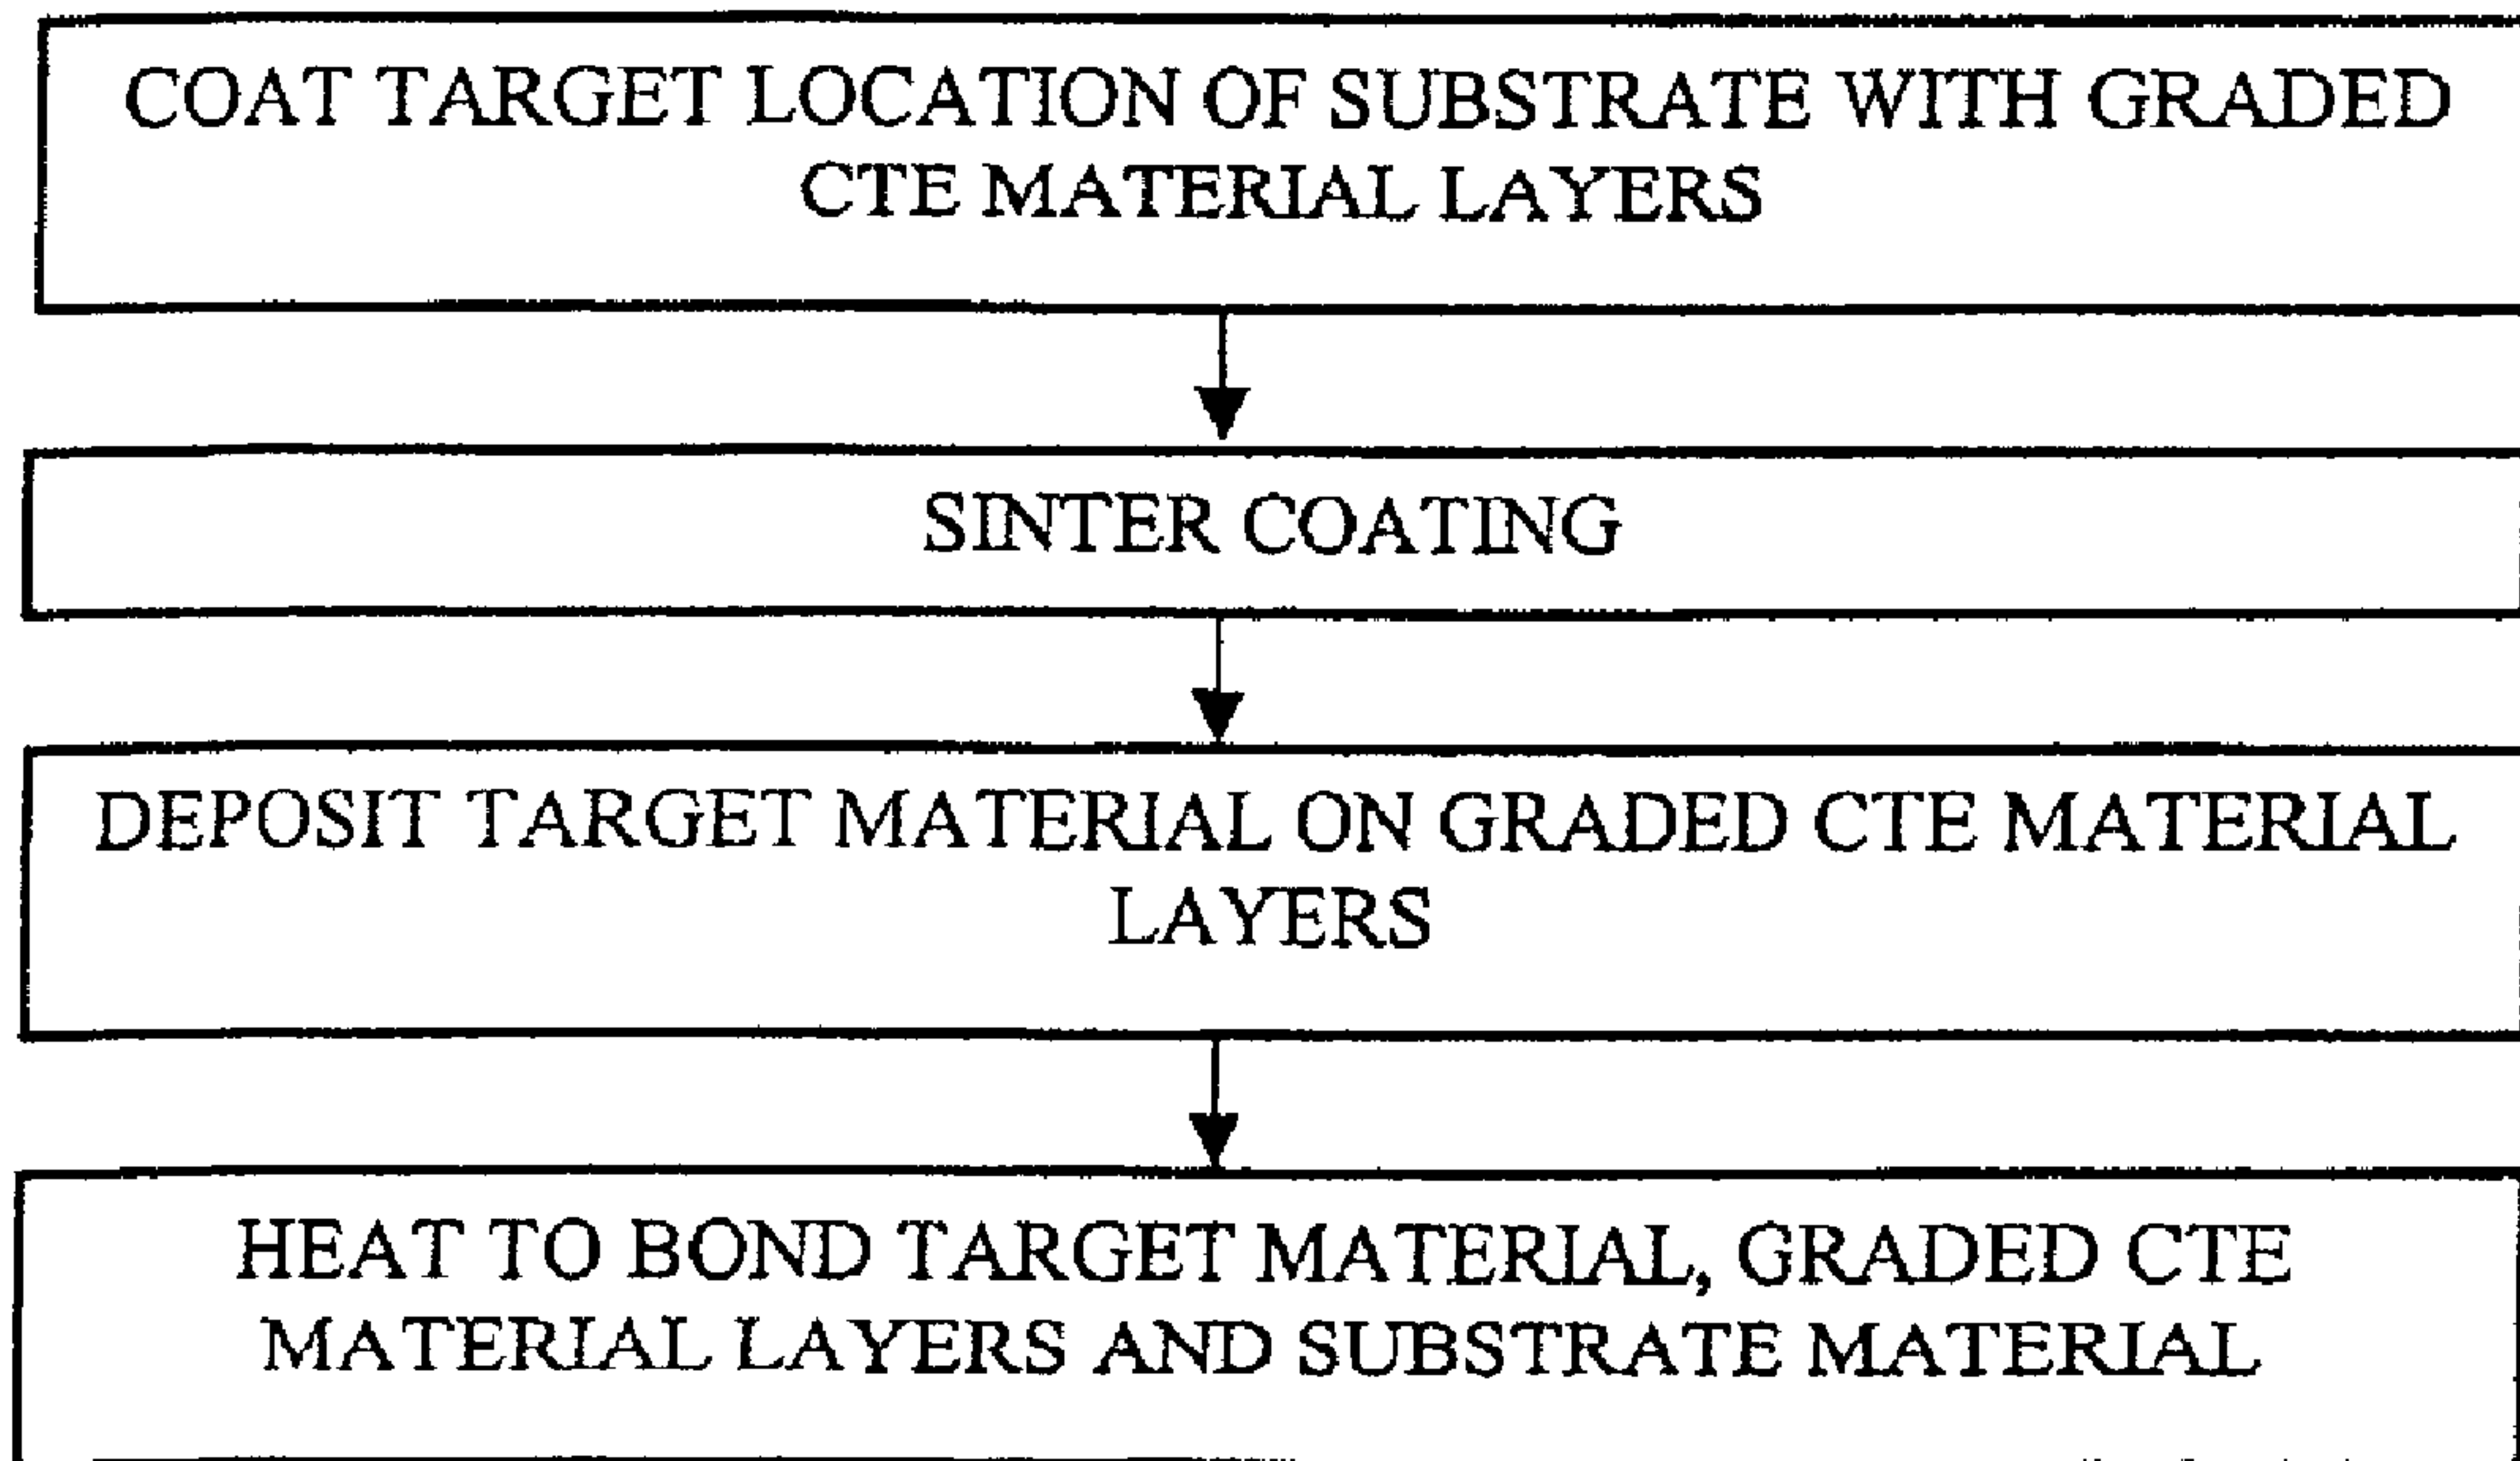 COAT TARGET LOCATION OF SUBSTRATE WITH GRADED
CTE MATERIAL LAYERS
SINTER COATING
DEPOSIT TARGET MATERIAL ON GRADED CTE MATERIAL
LAYERS
HEAT TO BOND TARGET MATERIAL, GRADED CTE
MATERIAL LAYERS AND SUBSTRATE MATERIAL